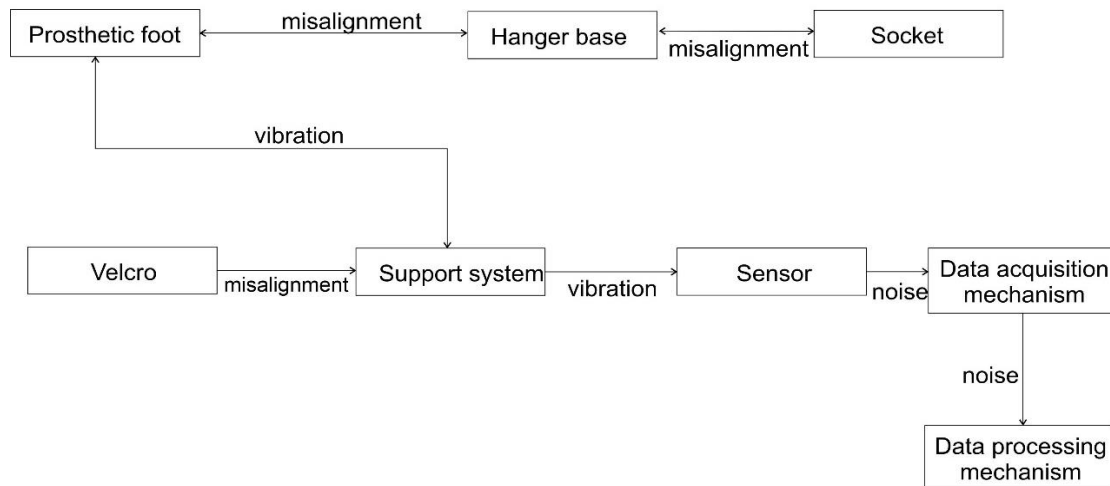 misalignment
Prosthetic foot
Hanger base
Socket
misalignment
vibration
Velcro
misalignment
Support system
vibration
Sensor
noise
Data acquisition
mechanism
noise
Data processing
mechanism